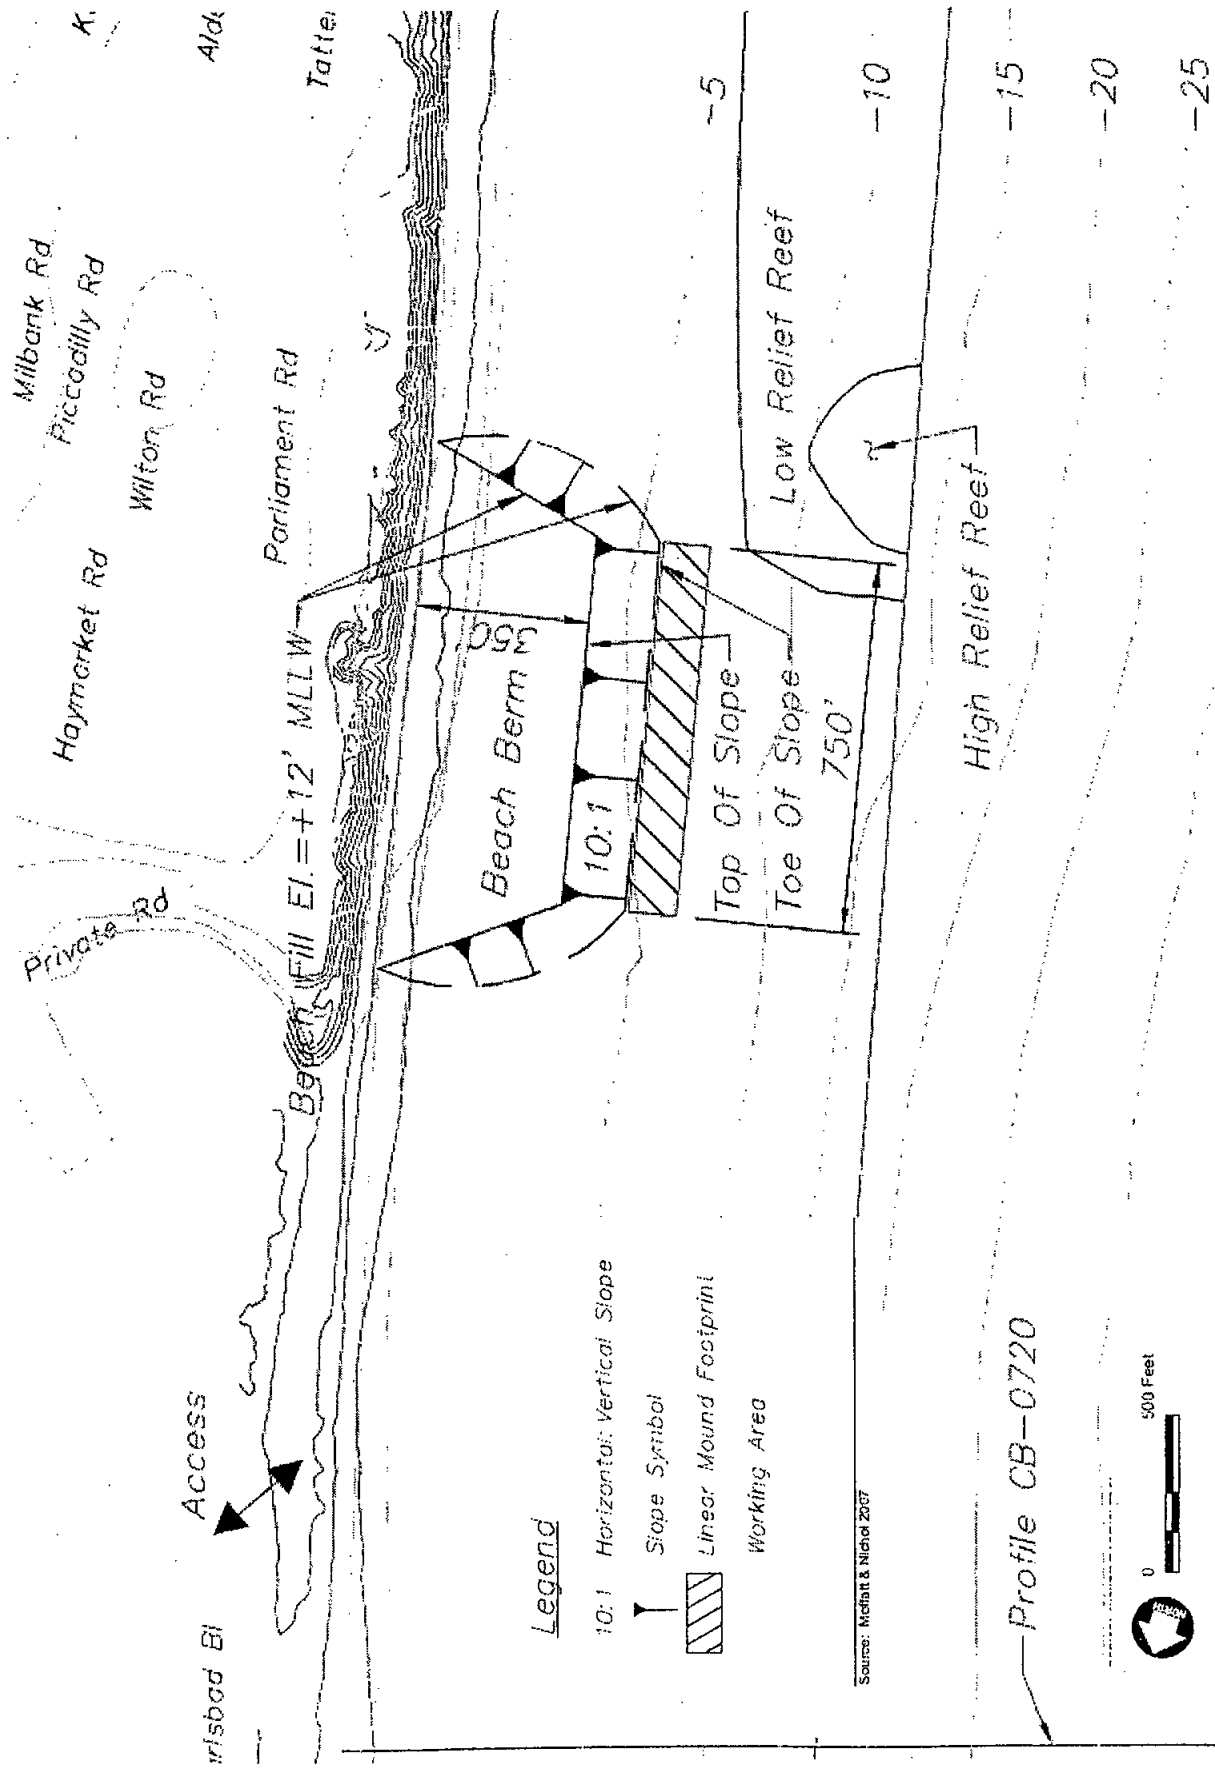 Milbank Rd
Piccadilly Rd
Wilton Rd
Haymarket Rd
Parliament Rd
Private Rd
Beach Fill El.=+12' MLLW
Access
350
Beach Berm
10:1
Top Of Slope
Toe Of Slope
750'
Low Relief Reef
High Relief Reef
-5
-10
-15
-20
-25
Legend
10:1 Horizontal:Vertical Slope
Slope Symbol
Linear Mound Footprint
Working Area
Source: Moffatt & Nichol 2007
Profile CB-0720
0 500 Feet